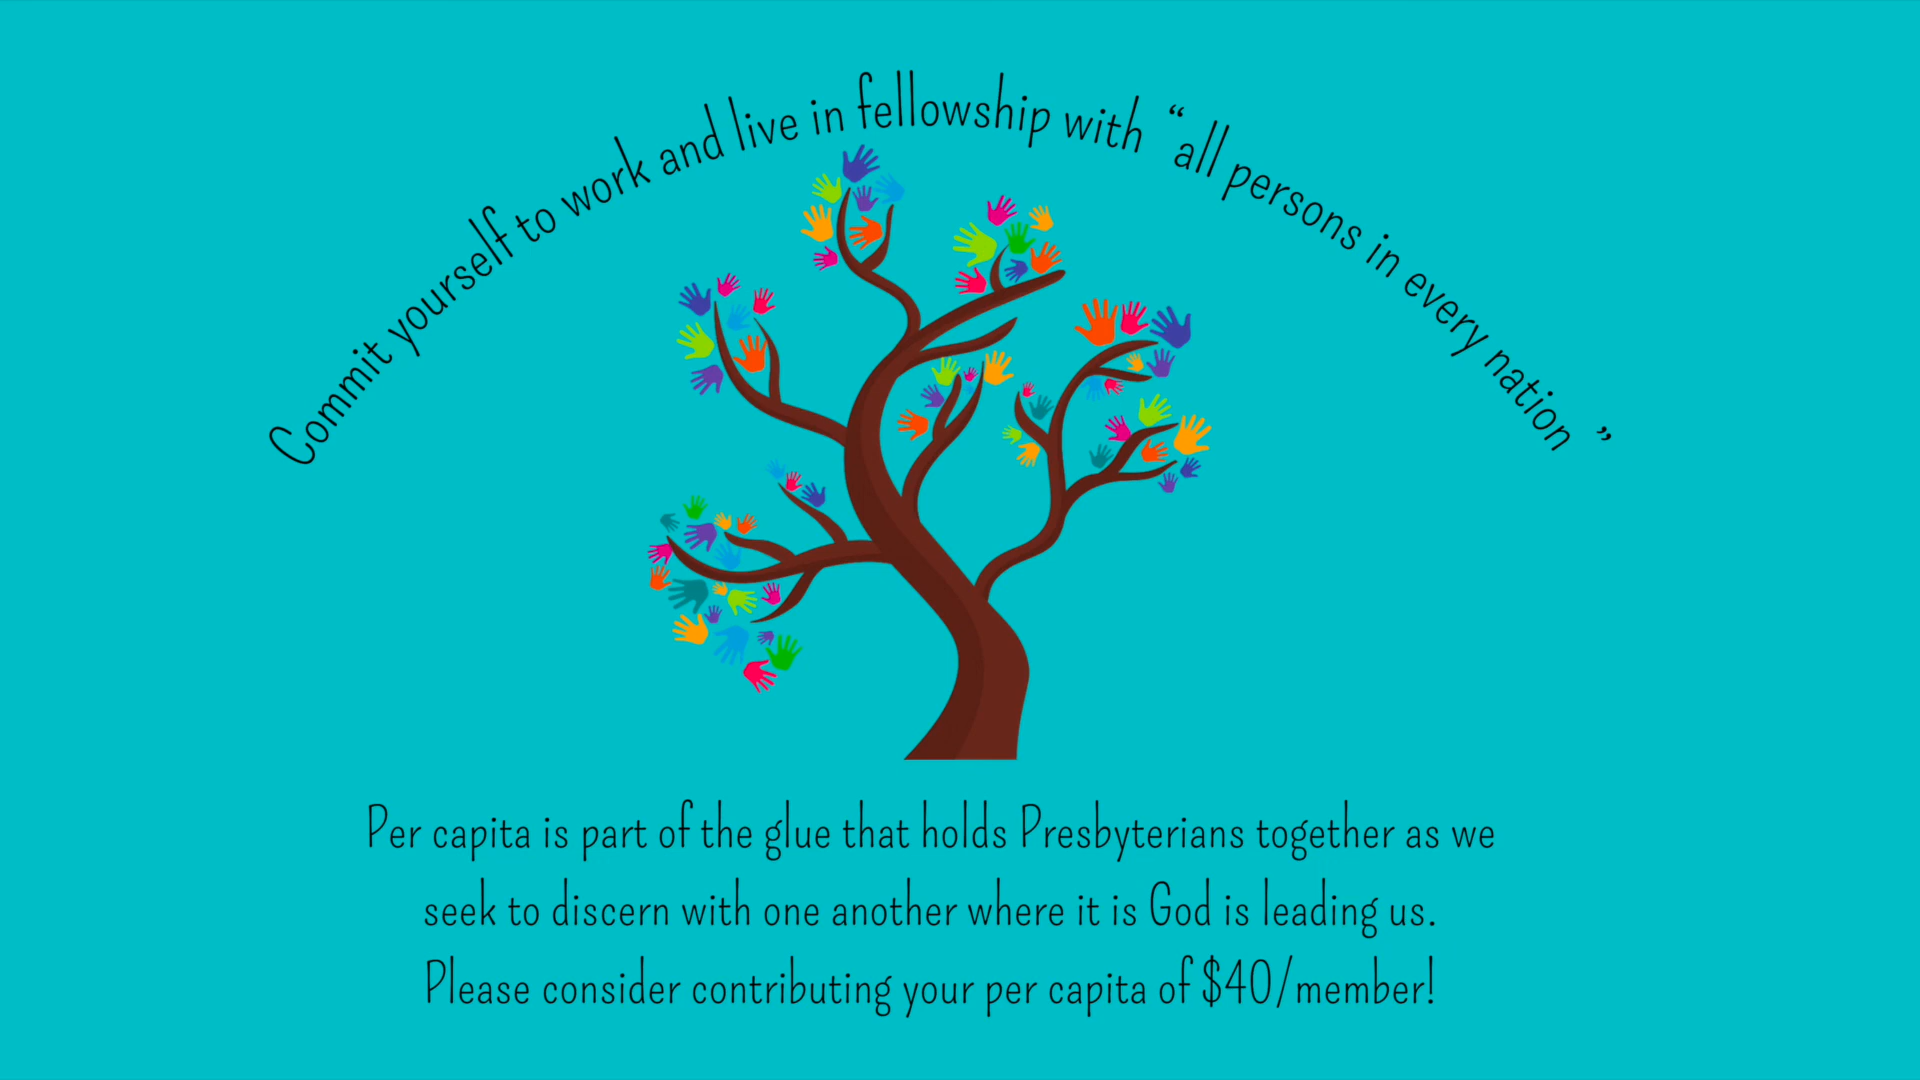 Commit yourself to work and live in fellowship with “all persons in every nation”
Per capita is part of the glue that holds Presbyterians together as we
seek to discern with one another where it is God is leading us.
Please consider contributing your per capita of $40/member!